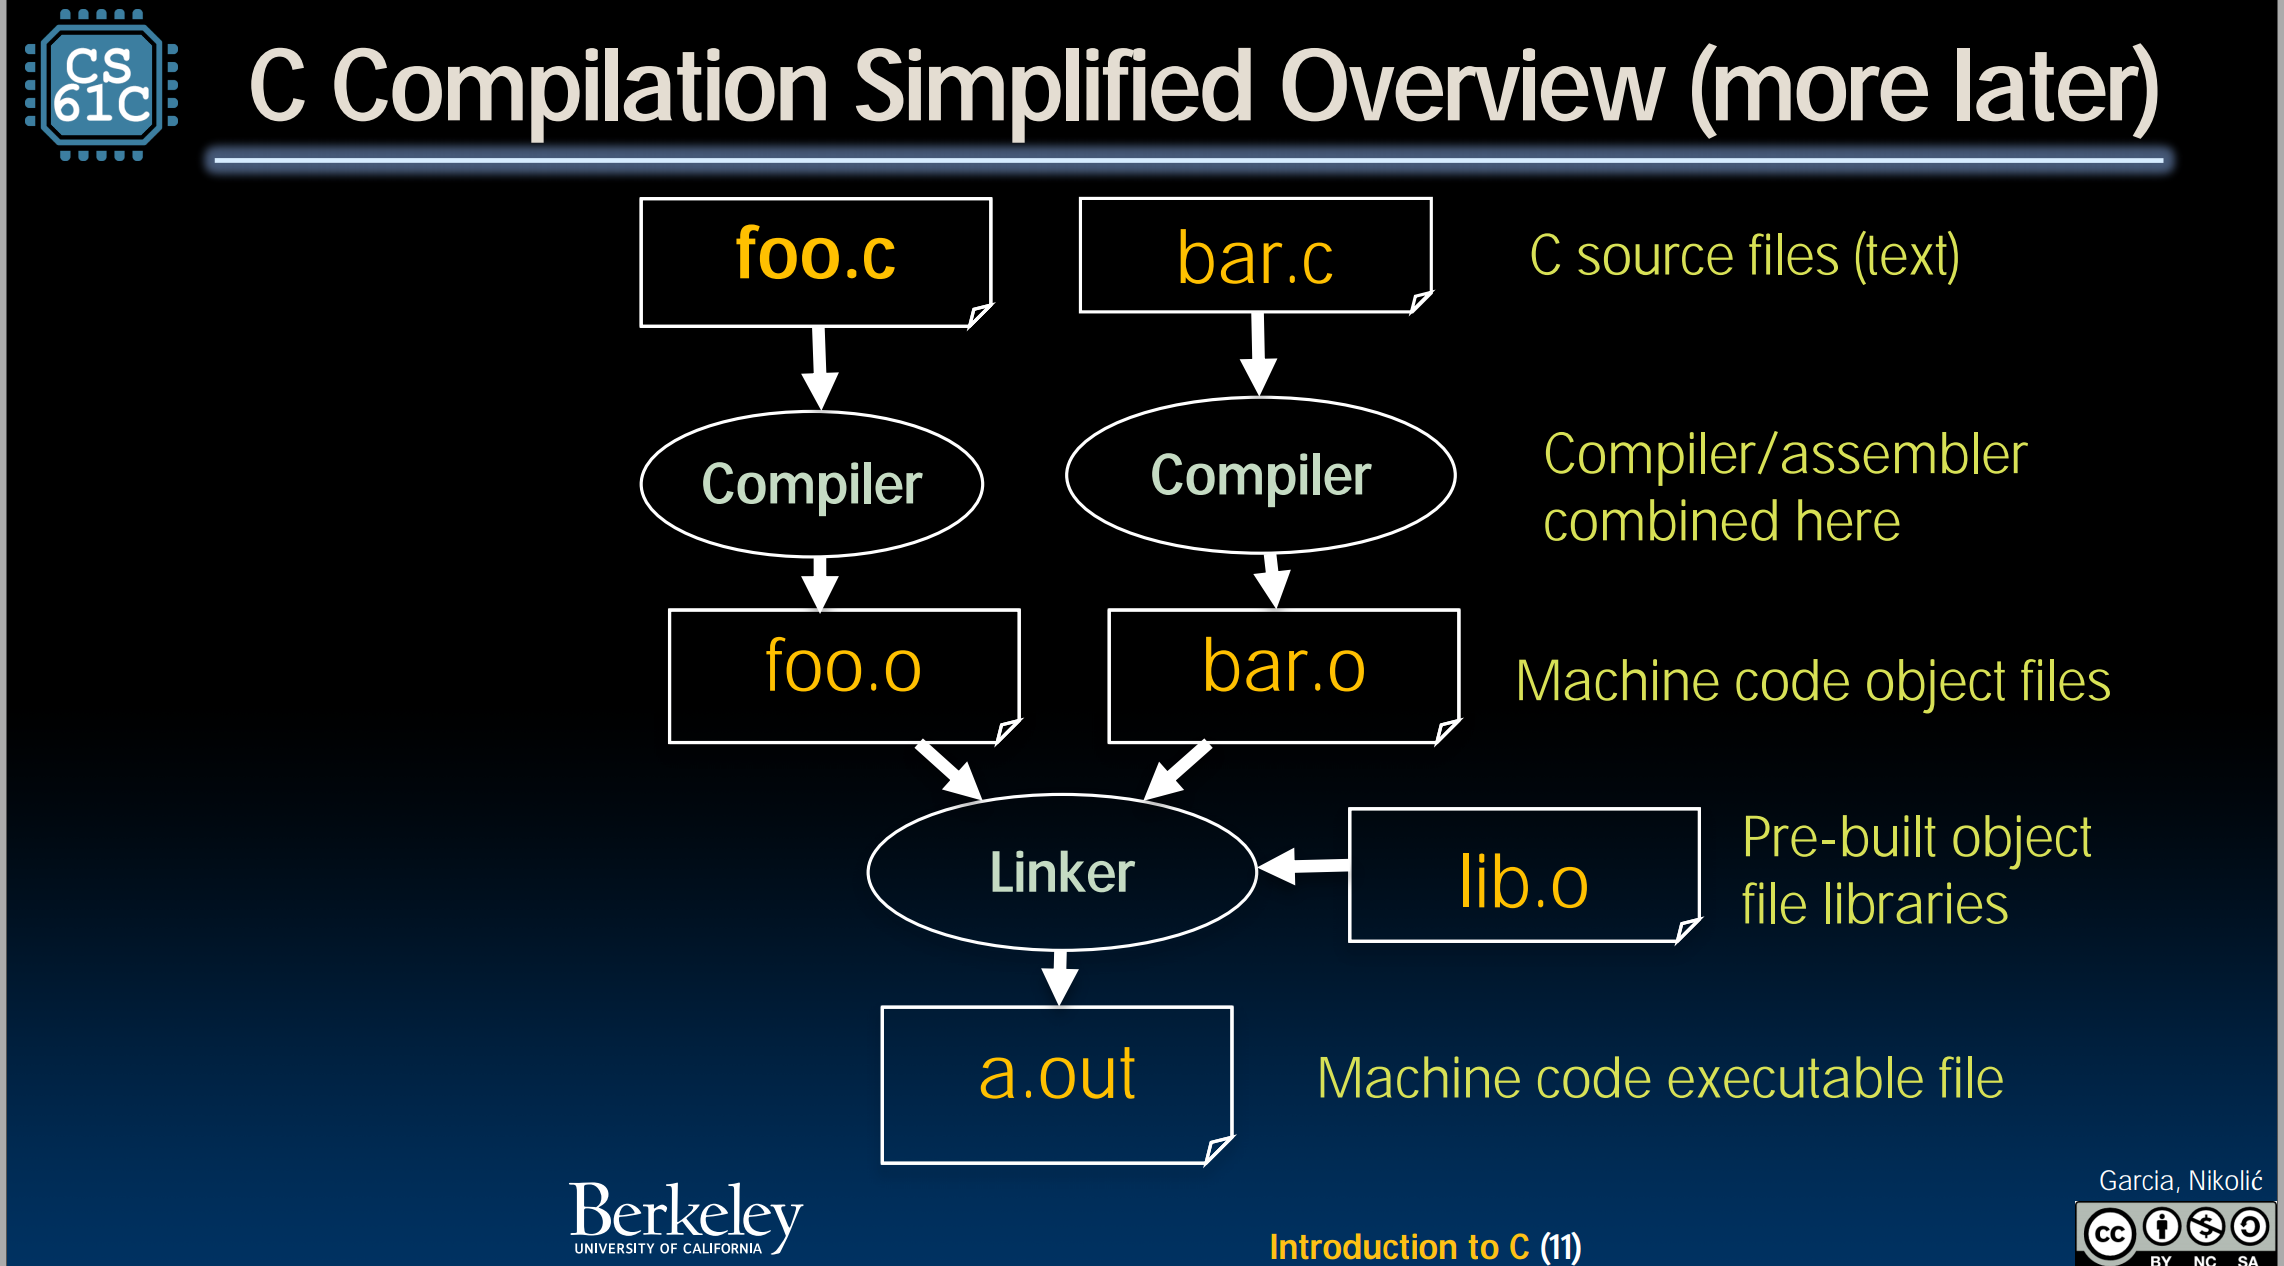 CS
61C
C Compilation Simplified Overview (more later)
foo.c
bar.c
C source files (text)
Compiler
Compiler
Compiler/assembler
combined here
foo.o
bar.o
Machine code object files
Linker
lib.o
Pre-built object
file libraries
a.out
Machine code executable file
Berkeley
UNIVERSITY OF CALIFORNIA
Introduction to C (11)
Garcia, Nikolić
cc
BY NC SA